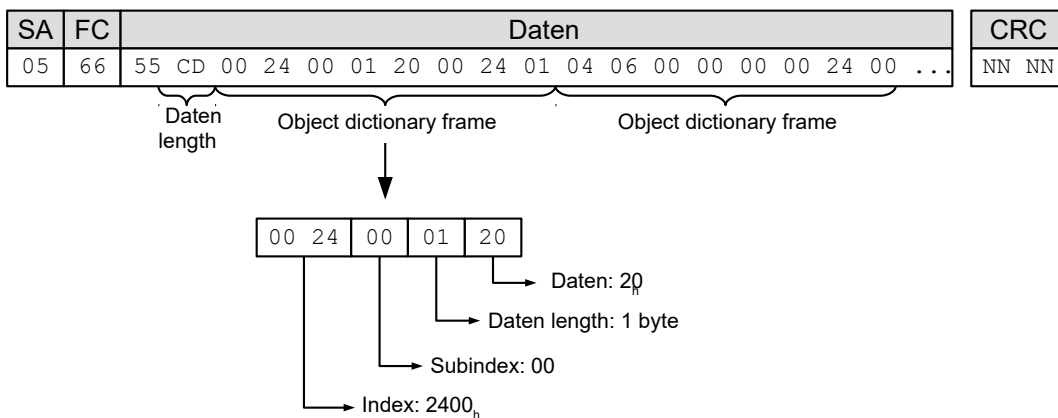 SA FC Daten CRC
05 66 55 CD 00 24 00 01 20 00 24 01 04 06 00 00 00 00 24 00 ... NN NN
Daten
length
Object dictionary frame Object dictionary frame
00 24 00 01 20
Daten: 20h
Daten length: 1 byte
Subindex: 00
Index: 2400h